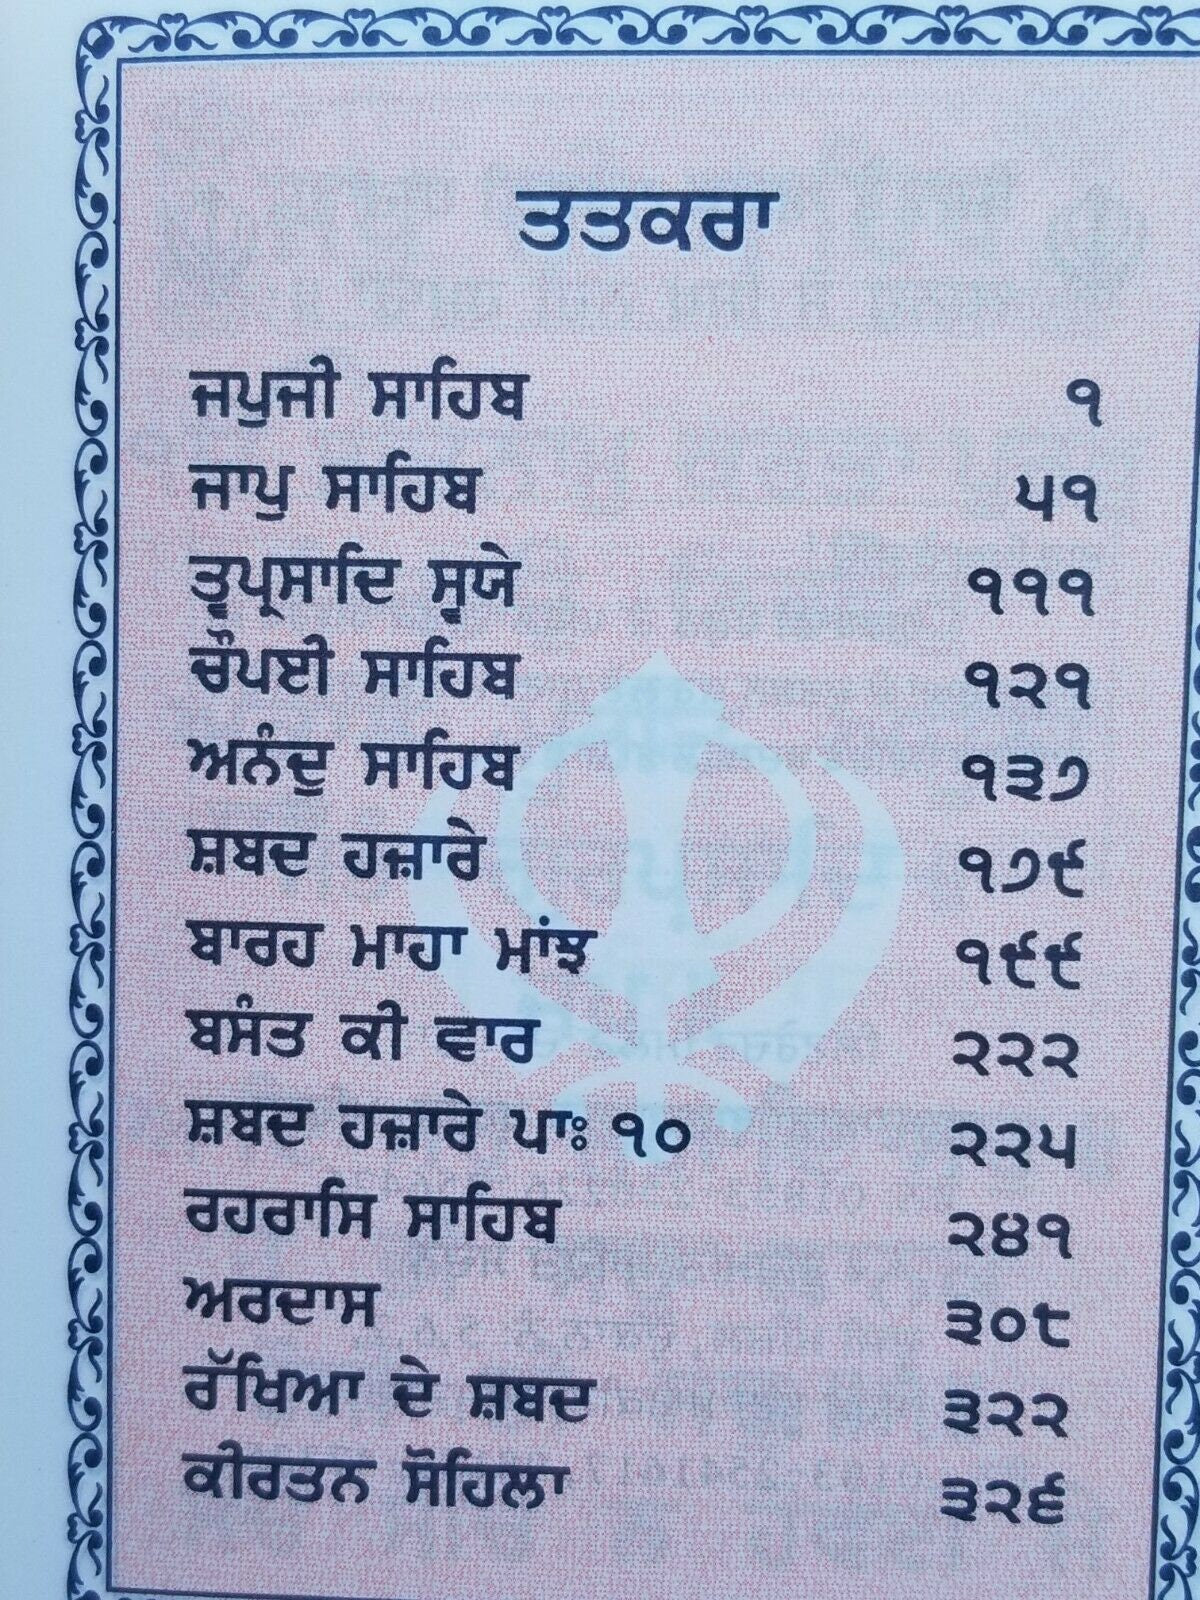 ਤਤਕਰਾ
ਜਪੁਜੀ ਸਾਹਿਬ ੧
ਜਾਪੁ ਸਾਹਿਬ ੫੧
ਤ੍ਵਪ੍ਰਸਾਦਿ ਸ੍ਵਯੇ ੧੧੧
ਚੌਪਈ ਸਾਹਿਬ ੧੨੧
ਅਨੰਦੁ ਸਾਹਿਬ ੧੩੭
ਸ਼ਬਦ ਹਜ਼ਾਰੇ ੧੭੯
ਬਾਰਹ ਮਾਹਾ ਮਾਂਝ ੧੯੯
ਬਸੰਤ ਕੀ ਵਾਰ ੨੨੨
ਸ਼ਬਦ ਹਜ਼ਾਰੇ ਪਾਃ ੧੦ ੨੨੫
ਰਹਰਾਸਿ ਸਾਹਿਬ ੨੪੧
ਅਰਦਾਸ ੩੦੮
ਰੱਖਿਆ ਦੇ ਸ਼ਬਦ ੩੨੨
ਕੀਰਤਨ ਸੋਹਿਲਾ ੩੨੬